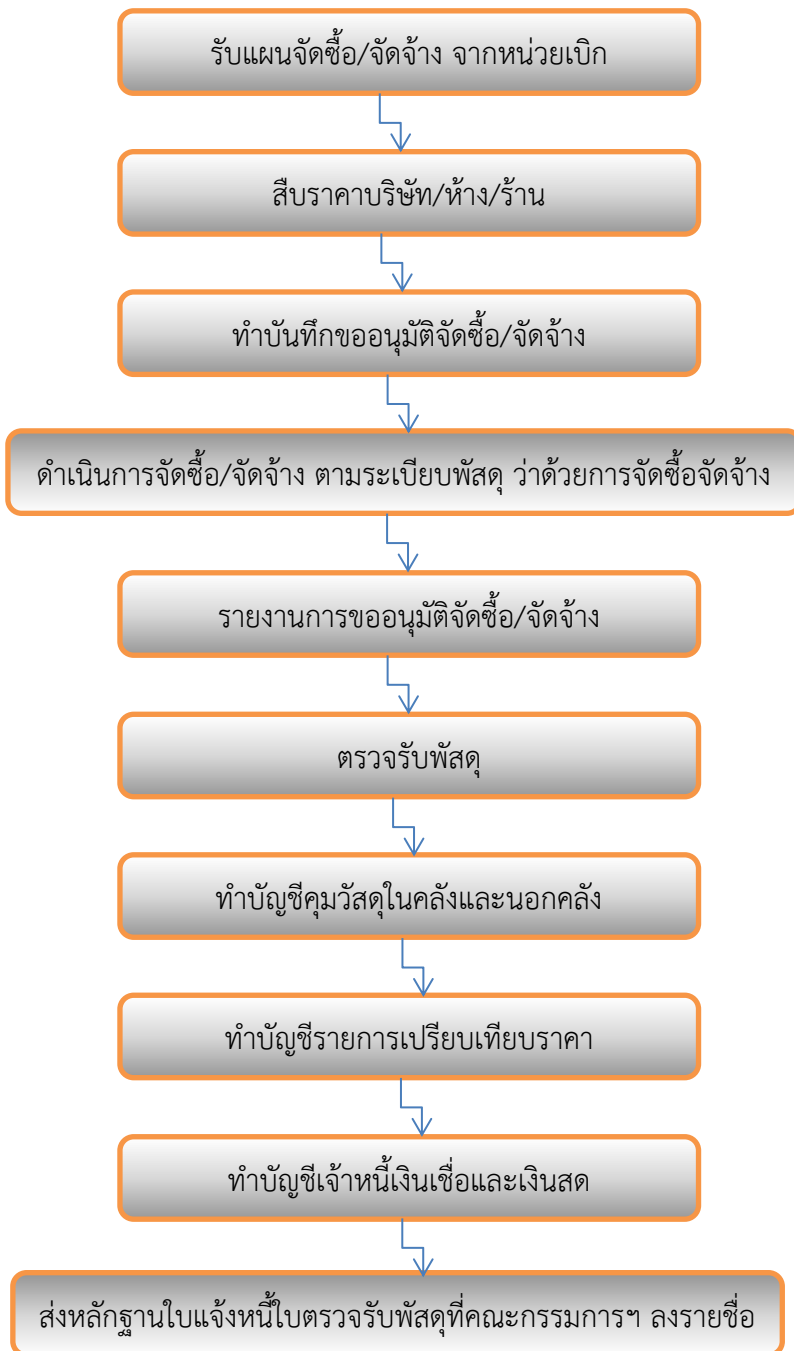 รับแผนจัดซื้อ/จัดจ้าง จากหน่วยเบิก
สืบราคาบริษัท/ห้าง/ร้าน
ทำบันทึกขออนุมัติจัดซื้อ/จัดจ้าง
ดำเนินการจัดซื้อ/จัดจ้าง ตามระเบียบพัสดุ ว่าด้วยการจัดซื้อจัดจ้าง
รายงานการขออนุมัติจัดซื้อ/จัดจ้าง
ตรวจรับพัสดุ
ทำบัญชีคุมวัสดุในคลังและนอกคลัง
ทำบัญชีรายการเปรียบเทียบราคา
ทำบัญชีเจ้าหนี้เงินเชื่อและเงินสด
ส่งหลักฐานใบแจ้งหนี้ใบตรวจรับพัสดุที่คณะกรรมการฯ ลงรายชื่อ